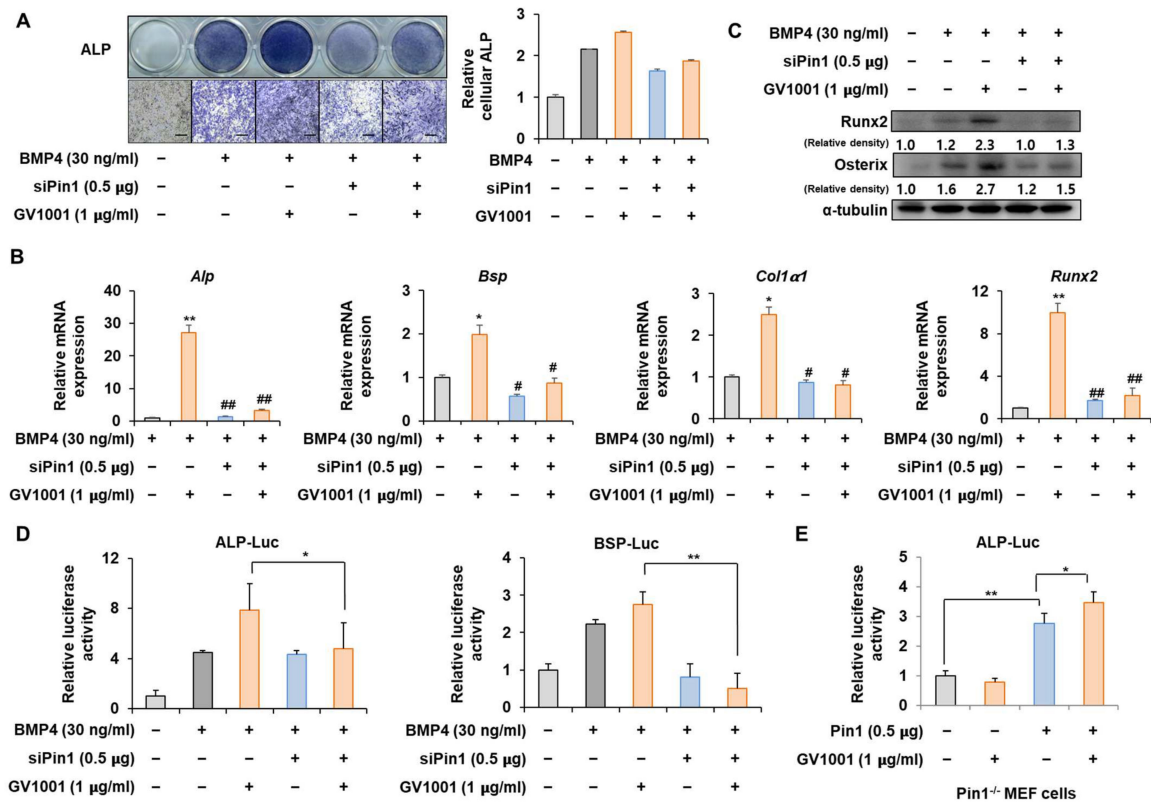 A
ALP
BMP4 (30 ng/ml) – + + + +
siPin1 (0.5 μg) – – – + +
GV1001 (1 μg/ml) – – + – +
Relative cellular ALP
3
2
1
0
BMP4 – + + + +
siPin1 – – – + +
GV1001 – – + – +
C
BMP4 (30 ng/ml) – + + + +
siPin1 (0.5 μg) – – – + +
GV1001 (1 μg/ml) – – + – +
Runx2
(Relative density) 1.0 1.2 2.3 1.0 1.3
Osterix
(Relative density) 1.0 1.6 2.7 1.2 1.5
α-tubulin
B
Alp
Relative mRNA expression
40
30
20
10
0
**
##
##
BMP4 (30 ng/ml) + + + +
siPin1 (0.5 μg) – – + +
GV1001 (1 μg/ml) – + – +
Bsp
Relative mRNA expression
3
2
1
0
*
#
#
BMP4 (30 ng/ml) + + + +
siPin1 (0.5 μg) – – + +
GV1001 (1 μg/ml) – + – +
Col1α1
Relative mRNA expression
3
2
1
0
*
#
#
BMP4 (30 ng/ml) + + + +
siPin1 (0.5 μg) – – + +
GV1001 (1 μg/ml) – + – +
Runx2
Relative mRNA expression
12
8
4
0
**
##
##
BMP4 (30 ng/ml) + + + +
siPin1 (0.5 μg) – – + +
GV1001 (1 μg/ml) – + – +
D
ALP-Luc
Relative luciferase activity
12
8
4
0
*
BMP4 (30 ng/ml) – + + + +
siPin1 (0.5 μg) – – – + +
GV1001 (1 μg/ml) – – + – +
BSP-Luc
Relative luciferase activity
4
3
2
1
0
**
BMP4 (30 ng/ml) – + + + +
siPin1 (0.5 μg) – – – + +
GV1001 (1 μg/ml) – – + – +
E
ALP-Luc
Relative luciferase activity
5
4
3
2
1
0
**
*
Pin1 (0.5 μg) – – + +
GV1001 (1 μg/ml) – + – +
Pin1-/- MEF cells